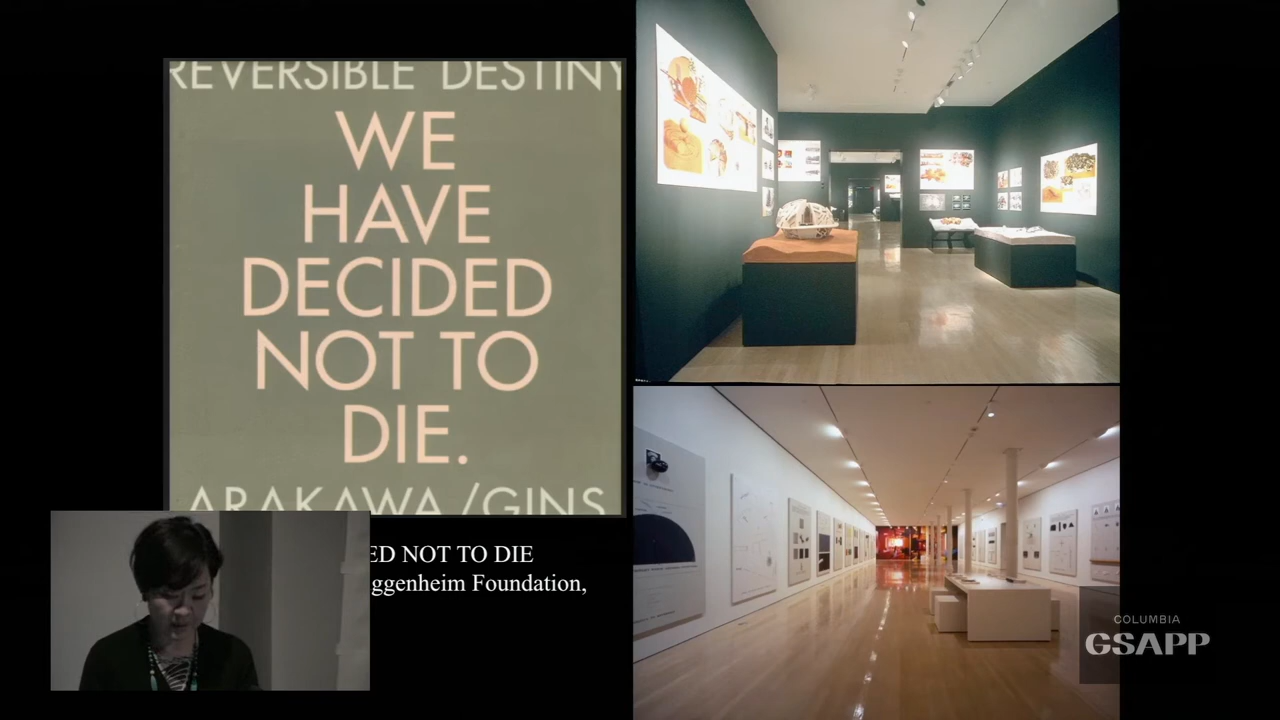 REVERSIBLE DESTINY
WE
HAVE
DECIDED
NOT TO
DIE.
ARAKAWA / GINS
ED NOT TO DIE
ggenheim Foundation,
COLUMBIA
GSAPP